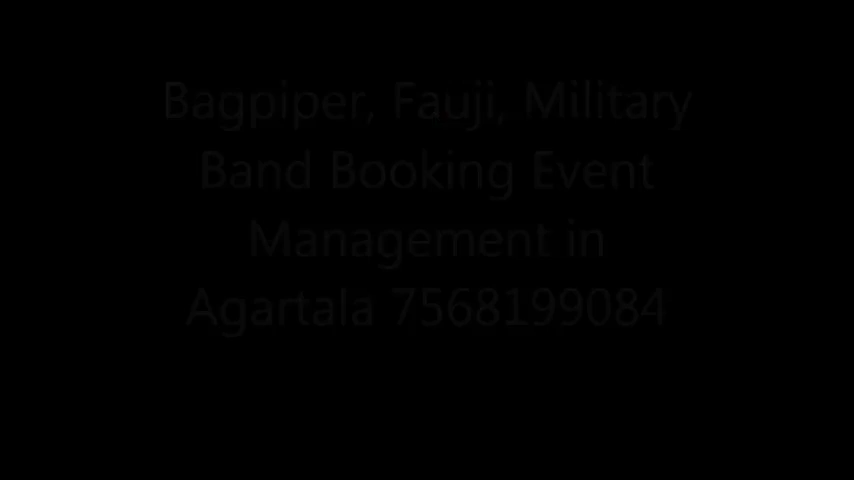 Bagpiper, Fauji, Military
Band Booking Event
Management in
Agartala 7568199084